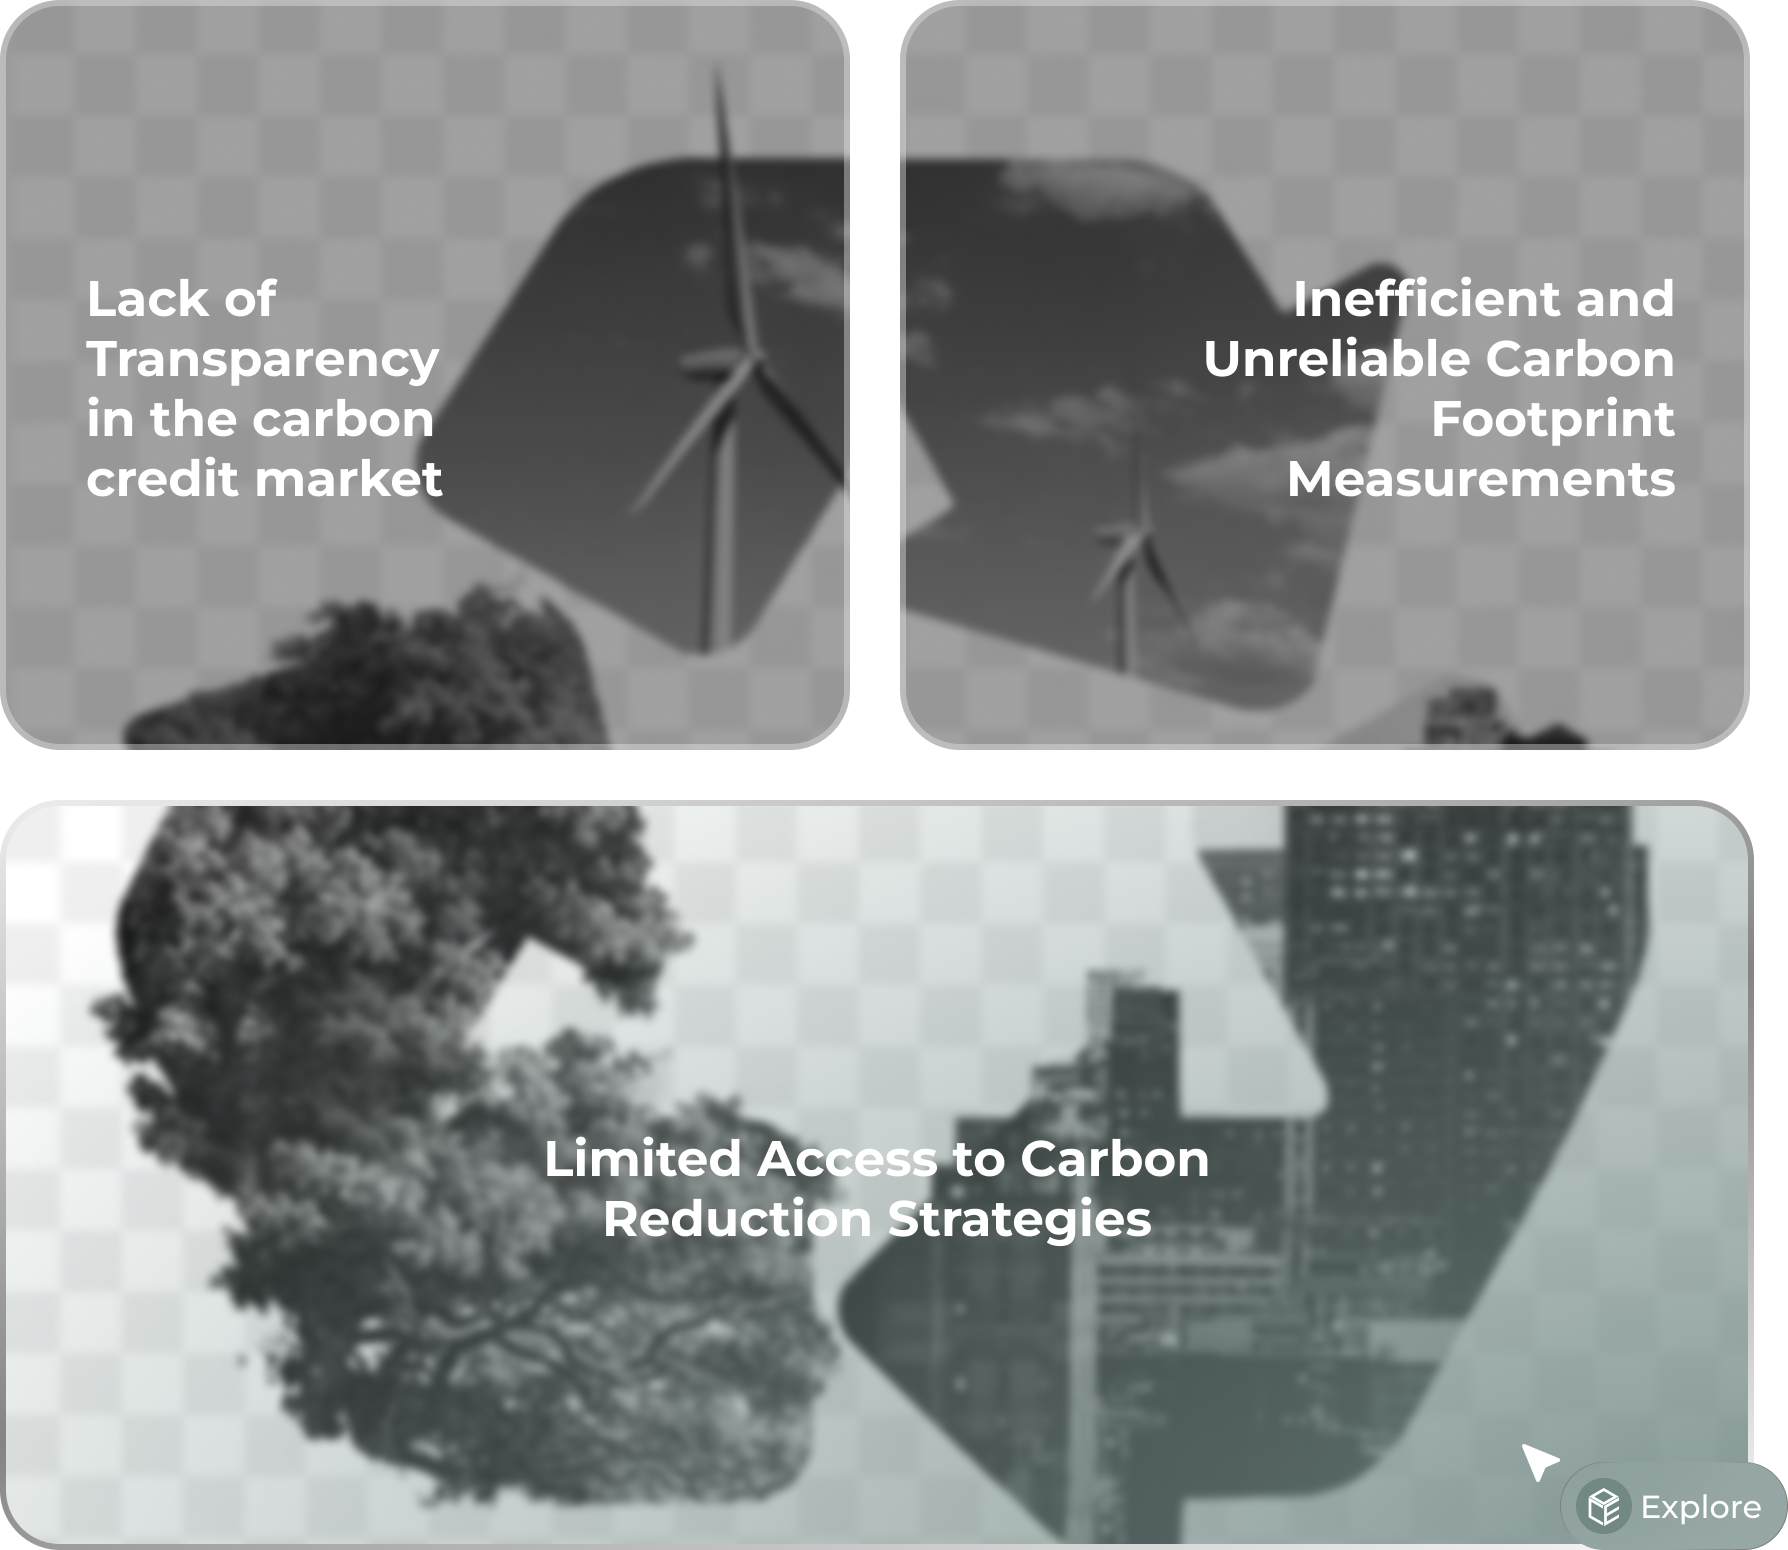 Lack of
Transparency
in the carbon
credit market
Inefficient and
Unreliable Carbon
Footprint
Measurements
Limited Access to Carbon
Reduction Strategies
Explore